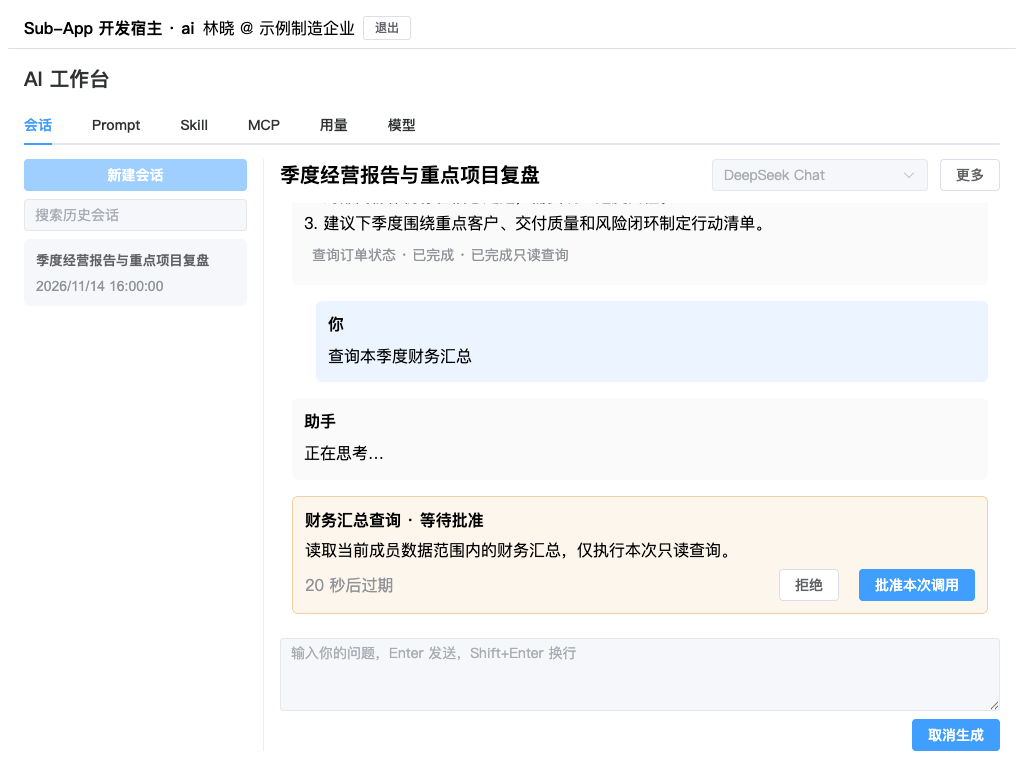 Sub-App 开发宿主 · ai 林晓 @ 示例制造企业 退出
AI 工作台
会话 Prompt Skill MCP 用量 模型
新建会话
搜索历史会话
季度经营报告与重点项目复盘
2026/11/14 16:00:00
季度经营报告与重点项目复盘
DeepSeek Chat
更多
3. 建议下季度围绕重点客户、交付质量和风险闭环制定行动清单。
查询订单状态 · 已完成 · 已完成只读查询
你
查询本季度财务汇总
助手
正在思考...
财务汇总查询 · 等待批准
读取当前成员数据范围内的财务汇总，仅执行本次只读查询。
20 秒后过期
拒绝
批准本次调用
输入你的问题，Enter 发送，Shift+Enter 换行
取消生成